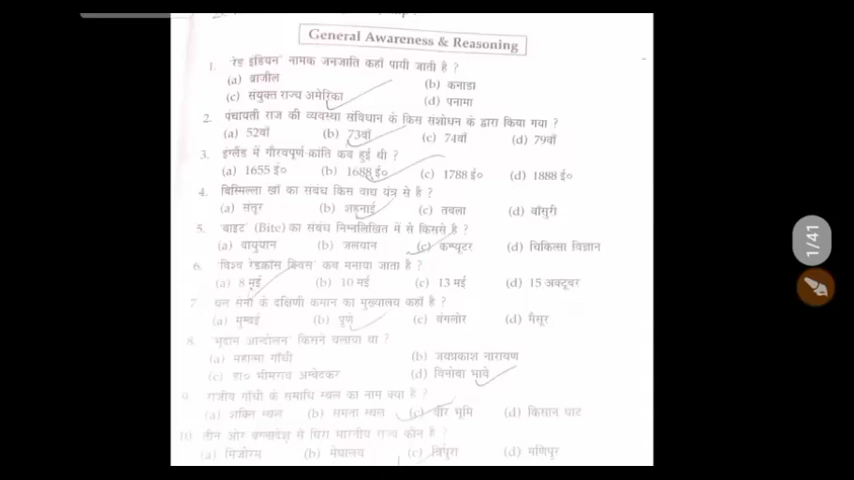 General Awareness & Reasoning
1. 'रेड इंडियन' नामक जनजाति कहाँ पायी जाती है ?
(a) ब्राजील (b) कनाडा
(c) संयुक्त राज्य अमेरिका (d) पनामा
2. पंचायती राज की व्यवस्था संविधान के किस संशोधन के द्वारा किया गया ?
(a) 52वाँ (b) 73वाँ (c) 74वाँ (d) 79वाँ
3. इंग्लैंड में गौरवपूर्ण क्रांति कब हुई थी ?
(a) 1655 ई० (b) 1688 ई० (c) 1788 ई० (d) 1888 ई०
4. बिस्मिल्ला खाँ का सबंध किस वाद्य यंत्र से है ?
(a) सतूर (b) शहनाई (c) तबला (d) बाँसुरी
5. 'बाइट' (Bite) का संबंध निम्नलिखित में से किससे है ?
(a) वायुयान (b) जलयान (c) कम्प्यूटर (d) चिकित्सा विज्ञान
6. 'विश्व रेडक्रॉस दिवस' कब मनाया जाता है ?
(a) 8 मई (b) 10 मई (c) 13 मई (d) 15 अक्टूबर
7. थल सेना के दक्षिणी कमान का मुख्यालय कहाँ है ?
(a) मुम्बई (b) पूणे (c) बंगलोर (d) मैसूर
8. 'भूदान आन्दोलन' किसने चलाया था ?
(a) महात्मा गाँधी (b) जयप्रकाश नारायण
(c) डा० भीमराव अम्बेदकर (d) विनोबा भावे
9. राजीव गाँधी के समाधि स्थल का नाम क्या है ?
(a) शक्ति स्थल (b) समता स्थल (c) वीर भूमि (d) किसान घाट
10. तीन ओर बंग्लादेश से घिरा भारतीय राज्य कौन है ?
(a) मिजोरम (b) मेघालय (c) त्रिपुरा (d) मणिपुर
1/41